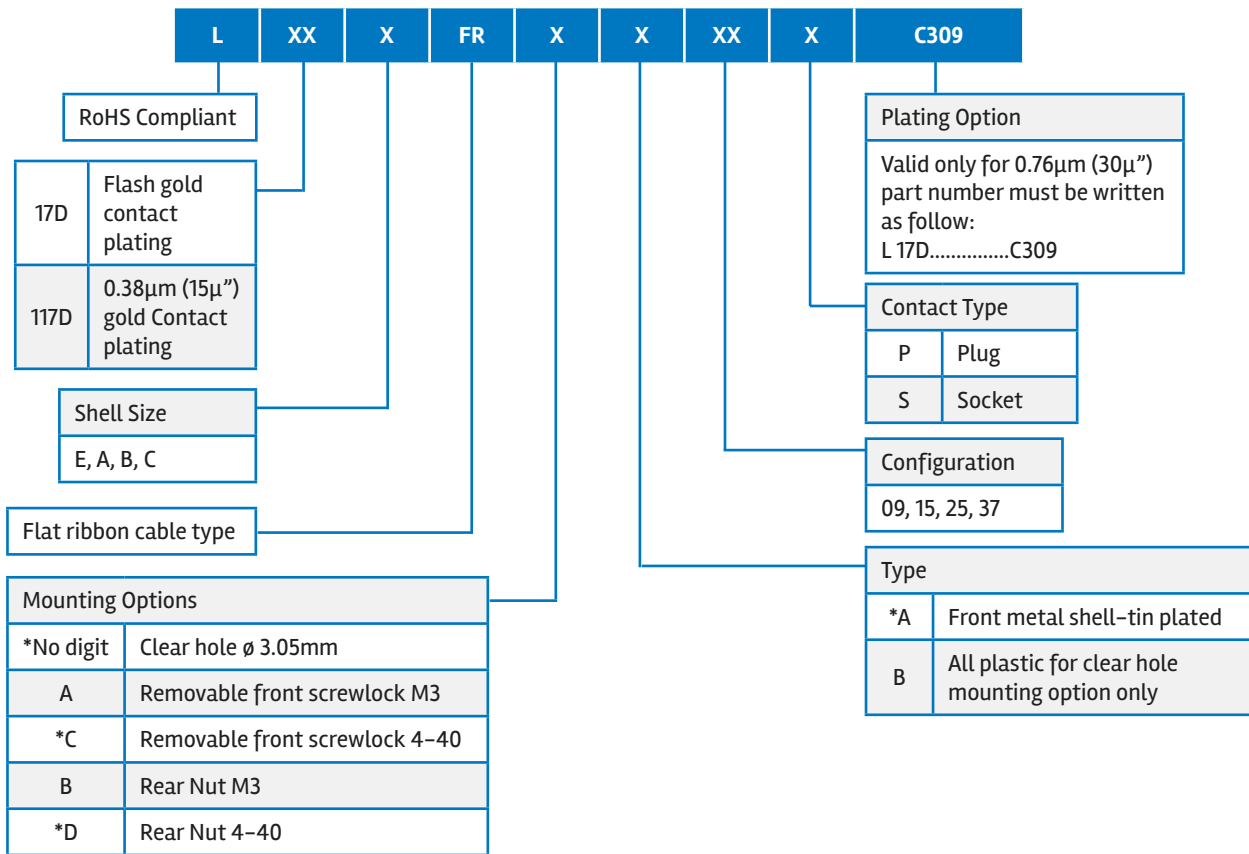 L XX X FR X X XX X C309
RoHS Compliant
17D
Flash gold
contact
plating
117D
0.38µm (15µ”)
gold Contact
plating
Shell Size
E, A, B, C
Flat ribbon cable type
Mounting Options
*No digit Clear hole ø 3.05mm
A Removable front screwlock M3
*C Removable front screwlock 4–40
B Rear Nut M3
*D Rear Nut 4–40
Plating Option
Valid only for 0.76µm (30µ”)
part number must be written
as follow:
L 17D...............C309
Contact Type
P Plug
S Socket
Configuration
09, 15, 25, 37
Type
*A Front metal shell–tin plated
B
All plastic for clear hole
mounting option only